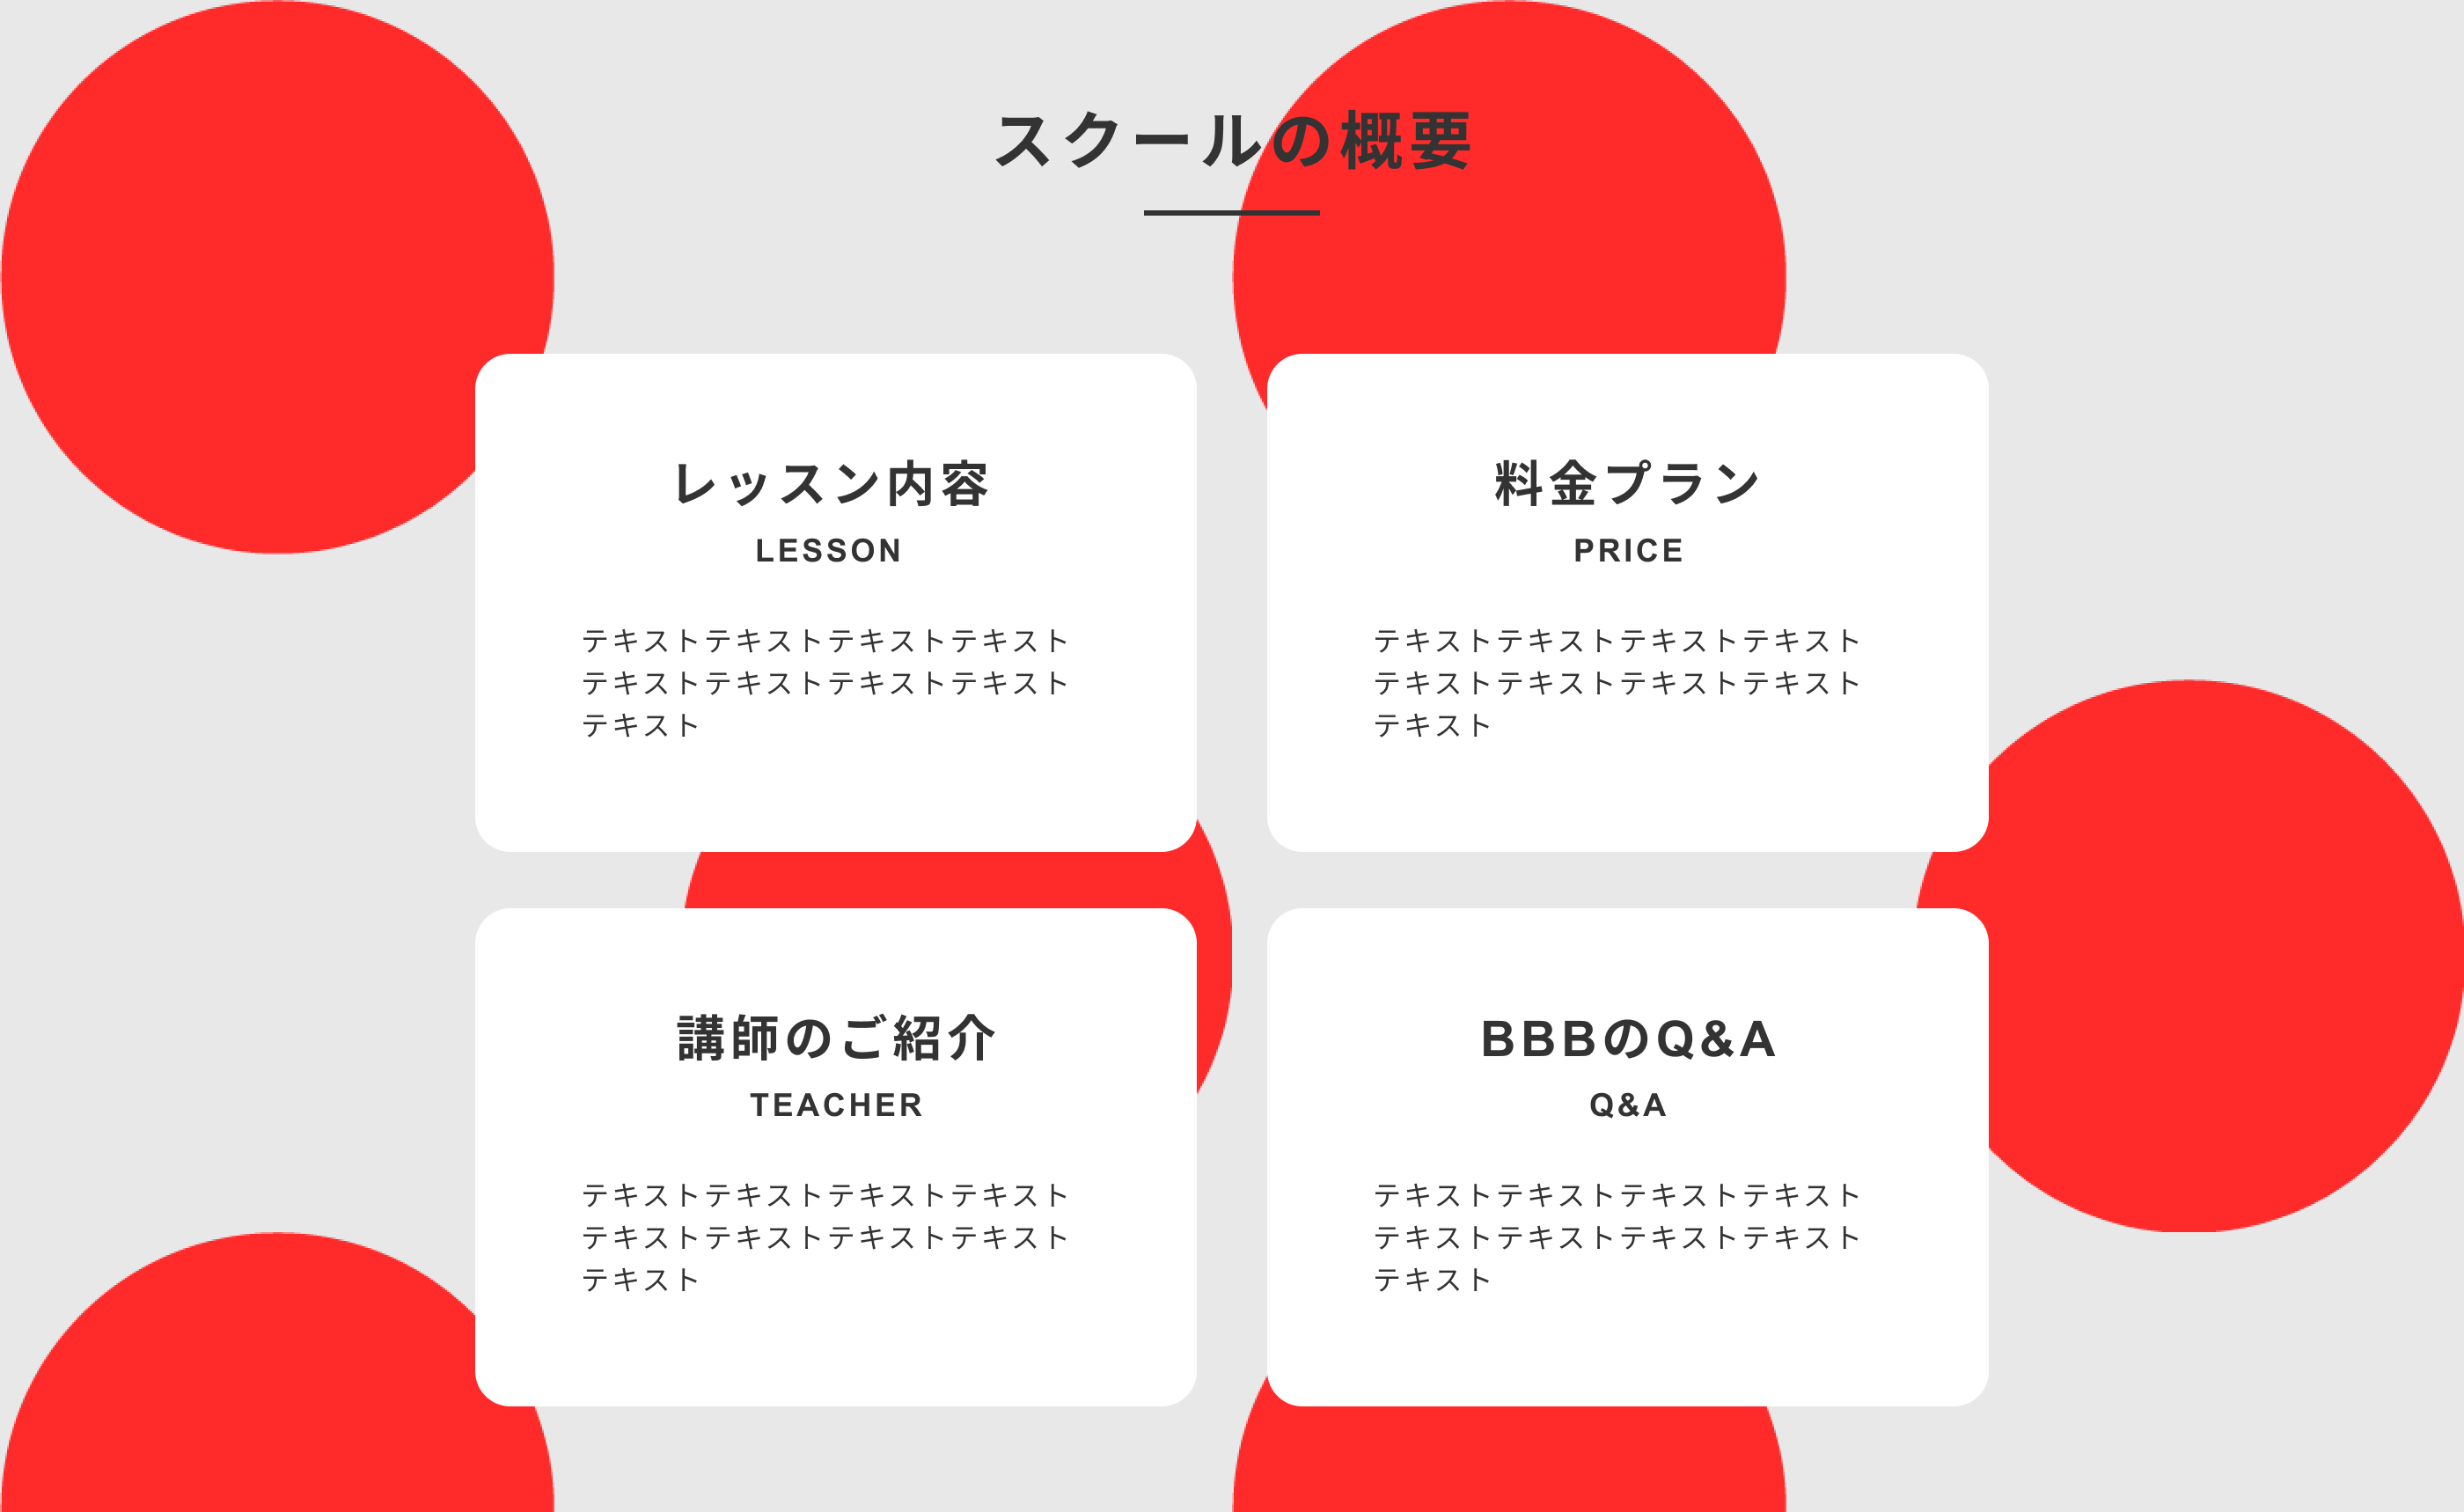 スクールの概要
レッスン内容
LESSON
テキストテキストテキストテキスト
テキストテキストテキストテキスト
テキスト
料金プラン
PRICE
テキストテキストテキストテキスト
テキストテキストテキストテキスト
テキスト
講師のご紹介
TEACHER
テキストテキストテキストテキスト
テキストテキストテキストテキスト
テキスト
BBBのQ&A
Q&A
テキストテキストテキストテキスト
テキストテキストテキストテキスト
テキスト